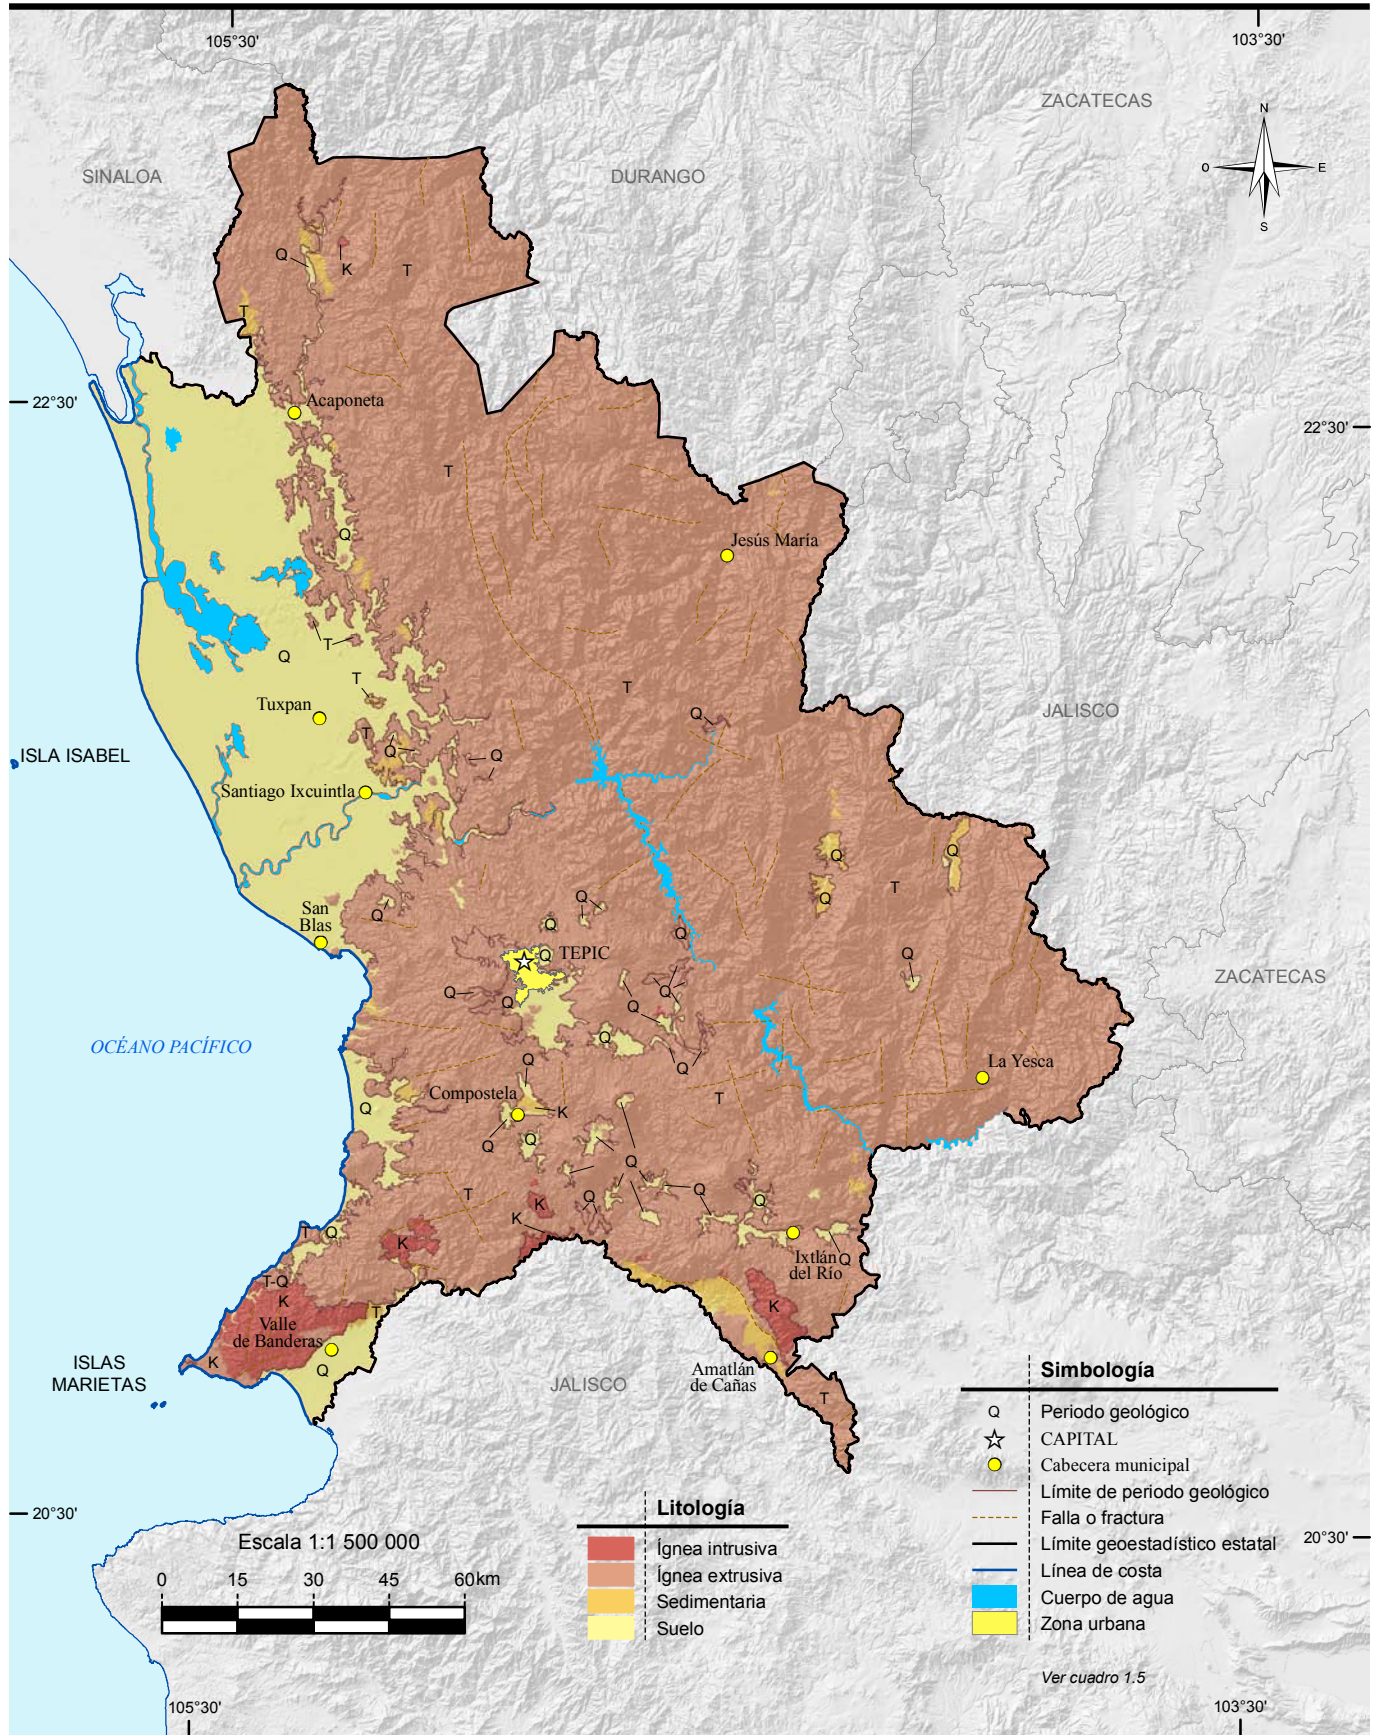 105°30'
103°30'
ZACATECAS
N
O
E
S
SINALOA
DURANGO
Q
K
T
T
22°30'
Acaponeta
22°30'
T
Q
Jesús María
T
Q
T
T
Q
Tuxpan
JALISCO
T
Q
Q
ISLA ISABEL
Santiago Ixcuintla
Q
Q
T
Q
Q
Q
San
Blas
Q
Q
Q
TEPIC
Q
Q
ZACATECAS
Q
Q
Q
Q
Q
OCÉANO PACÍFICO
Q
Q
La Yesca
Compostela
K
T
Q
Q
Q
Q
T
Q
Q
Q
K
K
T
Q
K
Ixtlán
del Río
Q
T-Q
K
T
K
Valle
de Banderas
K
Q
ISLAS
MARIETAS
Amatlán
de Cañas
JALISCO
T
Simbología
Q Periodo geológico
CAPITAL
Cabecera municipal
Límite de periodo geológico
Falla o fractura
Límite geoestadístico estatal
Línea de costa
Cuerpo de agua
Zona urbana
Ver cuadro 1.5
Litología
Ígnea intrusiva
Ígnea extrusiva
Sedimentaria
Suelo
20°30'
20°30'
Escala 1:1 500 000
0 15 30 45 60 km
105°30'
103°30'